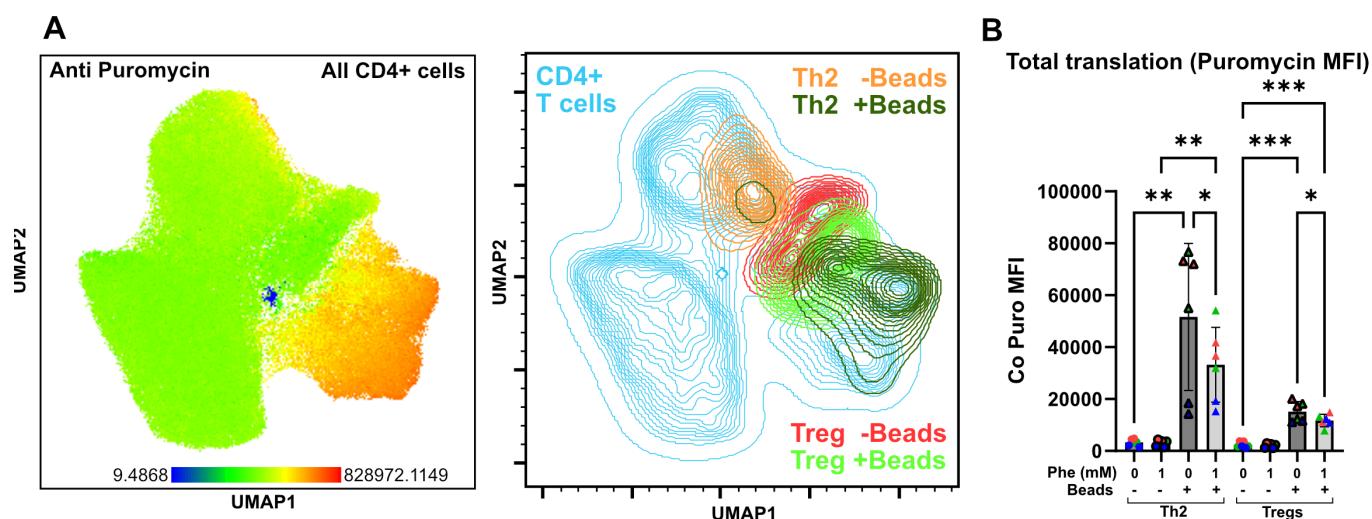 A
Anti Puromycin All CD4+ cells
UMAP2
9.4868 828972.1149
UMAP1
CD4+
T cells
Th2 -Beads
Th2 +Beads
UMAP2
Treg -Beads
Treg +Beads
UMAP1
B
Total translation (Puromycin MFI)
***
** ***
** * *
Co Puro MFI
100000
80000
60000
40000
20000
0
Phe (mM) 0 1 0 1 0 1 0 1
Beads - - + + - - + +
Th2 Tregs